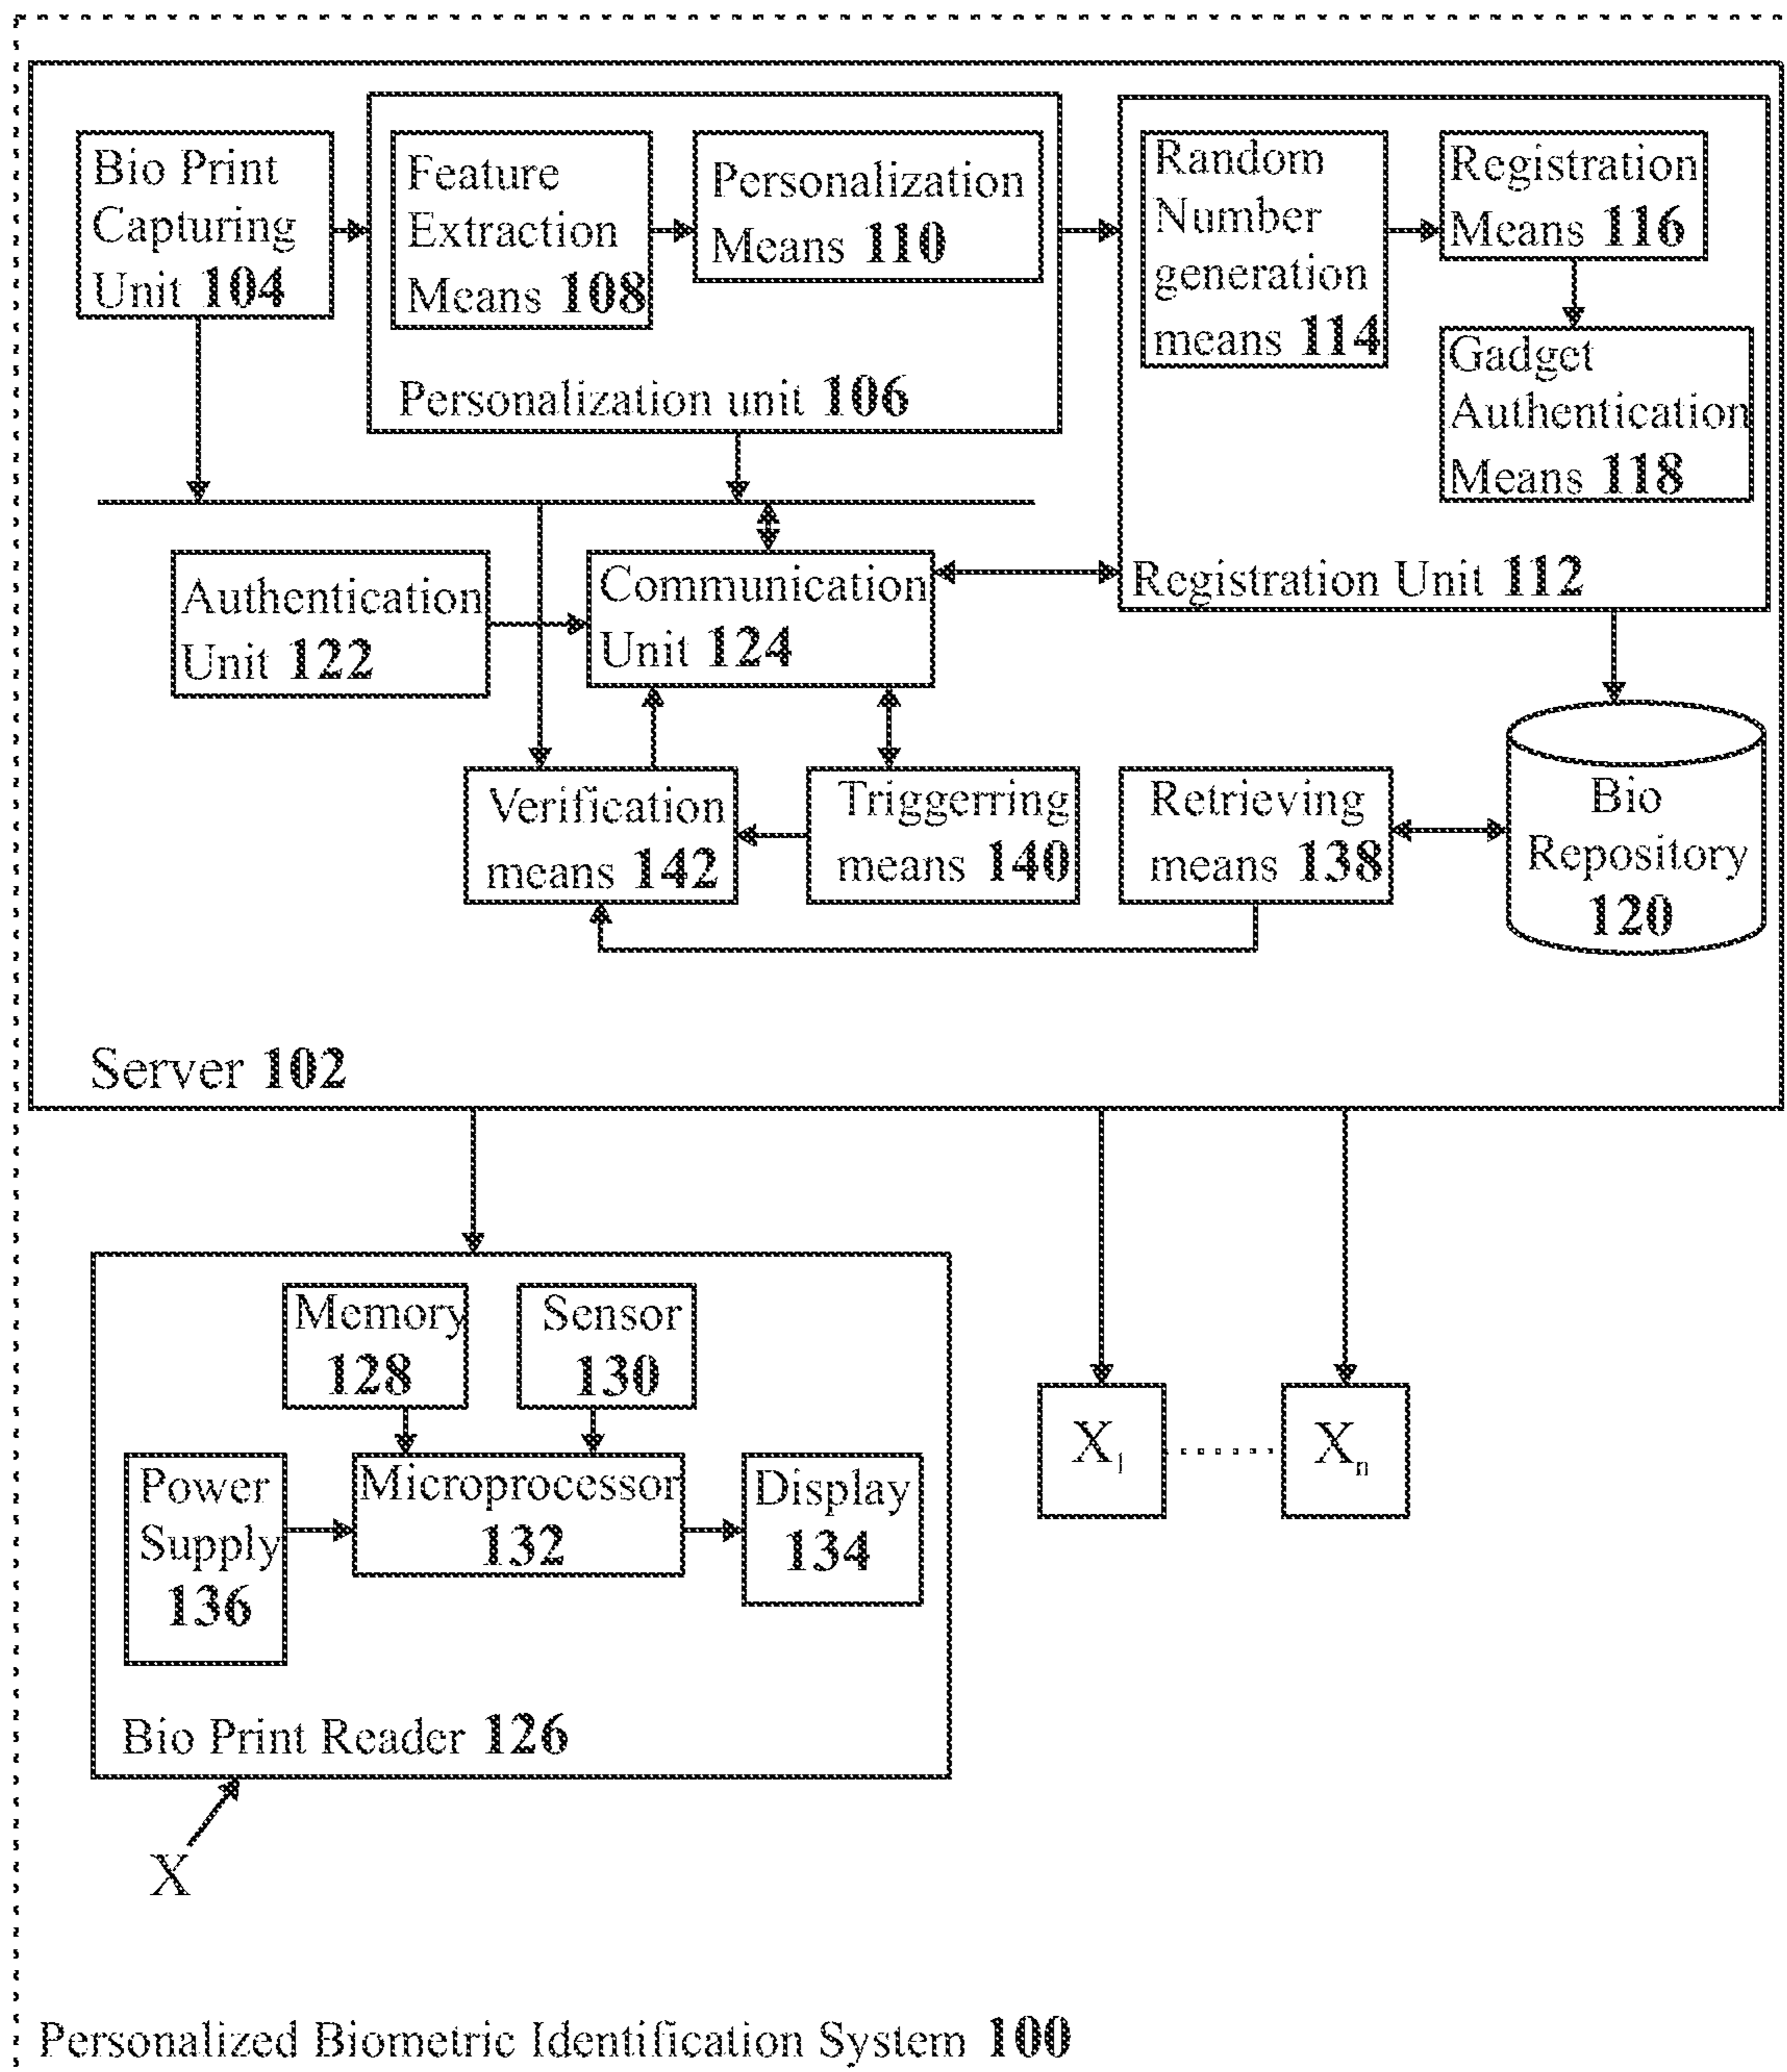 Bio Print
Capturing
Unit 104
Feature
Extraction
Means 108
Personalization
Means 110
Personalization unit 106
Random
Number
generation
means 114
Registration
Means 116
Gadget
Authentication
Means 118
Registration Unit 112
Authentication
Unit 122
Communication
Unit 124
Verification
means 142
Triggerring
means 140
Retrieving
means 138
Bio
Repository
120
Server 102
Memory
128
Sensor
130
Power
Supply
136
Microprocessor
132
Display
134
Bio Print Reader 126
X
X1
Xn
Personalized Biometric Identification System 100